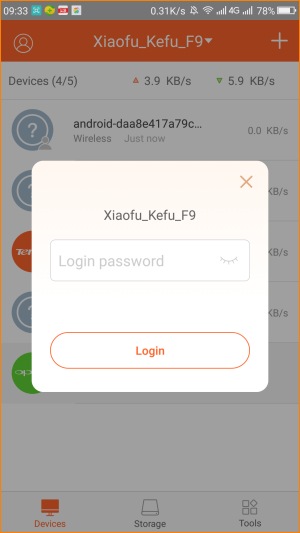 09:33 0.31K/s 4G 78%
Xiaofu_Kefu_F9
Devices (4/5) 3.9 KB/s 5.9 KB/s
android-daa8e417a79c... 0.0 KB/s
Wireless Just now
KB/s
Xiaofu_Kefu_F9
KB/s
Login password
KB/s
Login
KB/s
Devices Storage Tools